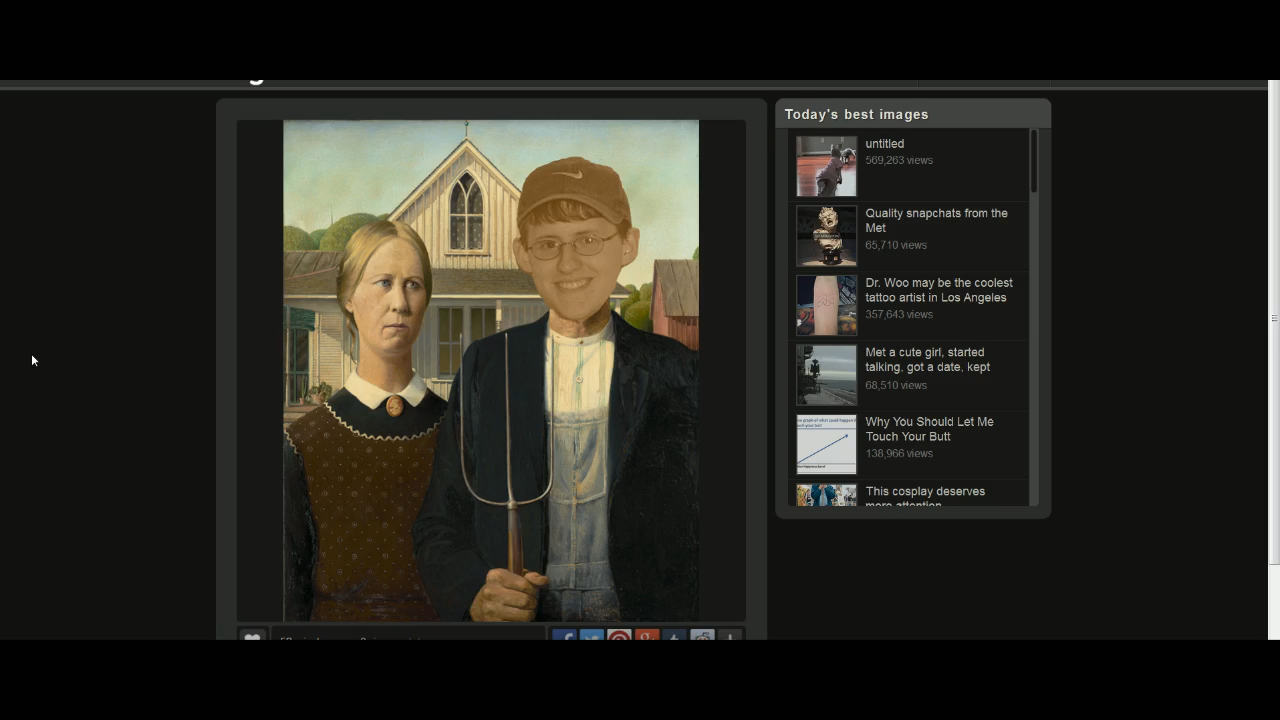 Today's best images
untitled
569,263 views
Quality snapchats from the
Met
65,710 views
Dr. Woo may be the coolest
tattoo artist in Los Angeles
357,643 views
Met a cute girl, started
talking, got a date, kept
68,510 views
Why You Should Let Me
Touch Your Butt
138,966 views
This cosplay deserves
more attention